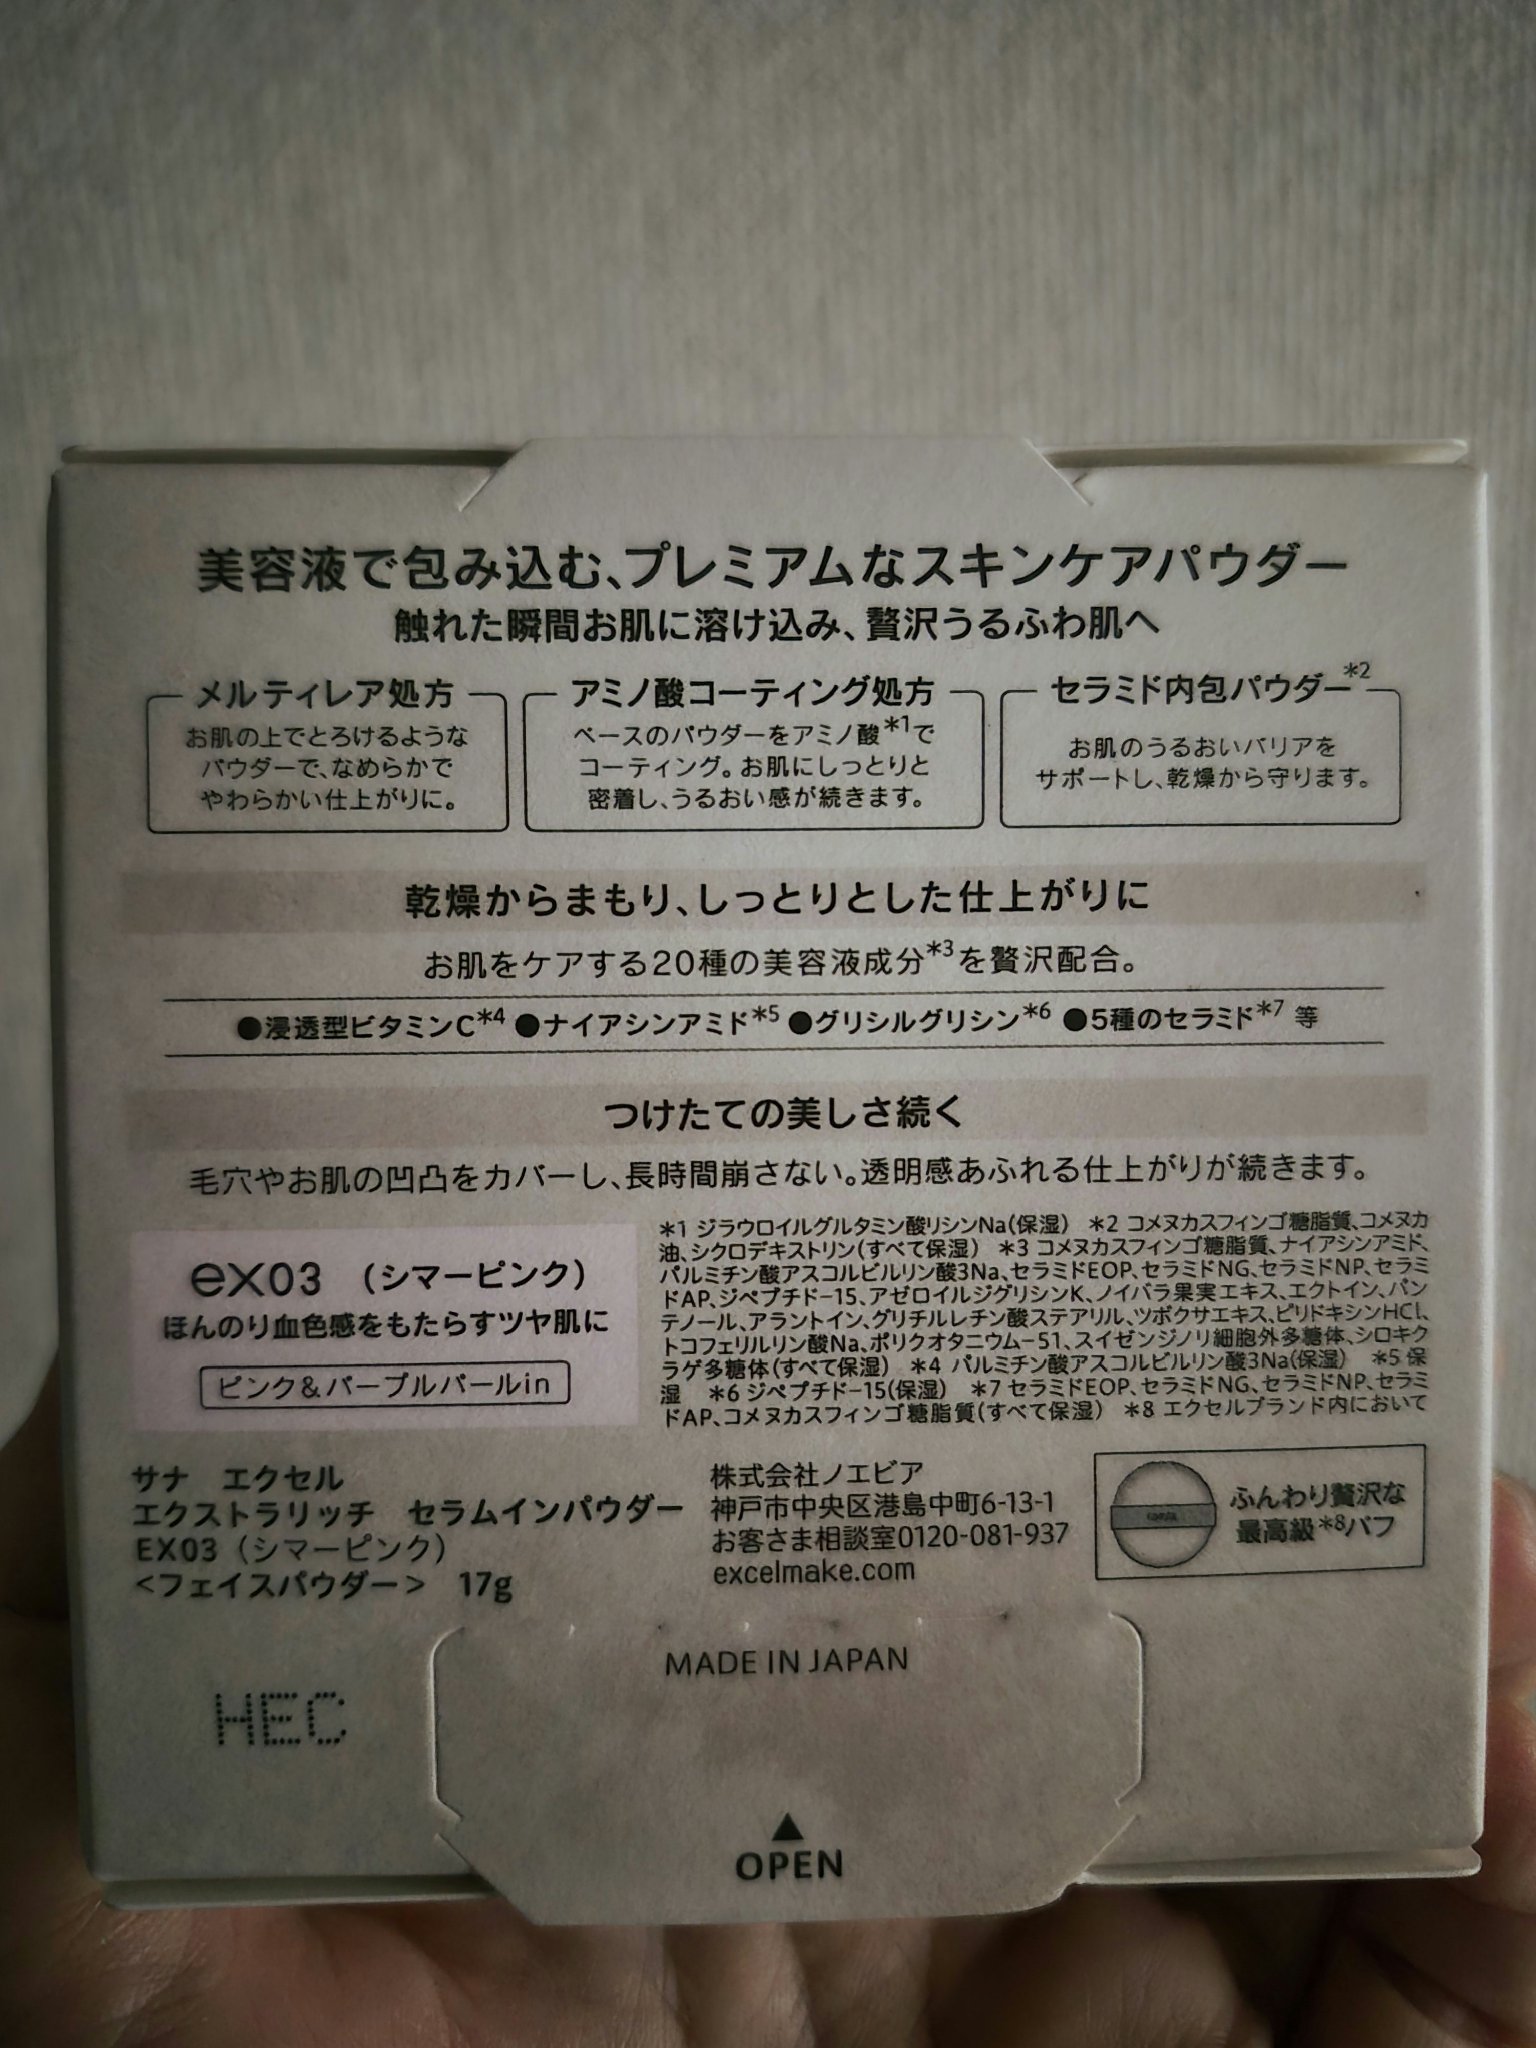 美容液で包み込む、プレミアムなスキンケアパウダー
触れた瞬間お肌に溶け込み、贅沢うるふわ肌へ
メルティレア処方
お肌の上でとろけるような
パウダーで、なめらかで
やわらかい仕上がりに。
アミノ酸コーティング処方
ベースのパウダーをアミノ酸*1で
コーティング。お肌にしっとりと
密着し、うるおい感が続きます。
セラミド内包パウダー*2
お肌のうるおいバリアを
サポートし、乾燥から守ります。
乾燥からまもり、しっとりとした仕上がりに
お肌をケアする20種の美容液成分*3を贅沢配合。
●浸透型ビタミンC*4 ●ナイアシンアミド*5 ●グリシルグリシン*6 ●5種のセラミド*7 等
つけたての美しさ続く
毛穴やお肌の凹凸をカバーし、長時間崩さない。透明感あふれる仕上がりが続きます。
ex03 (シマーピンク)
ほんのり血色感をもたらすツヤ肌に
ピンク&パープルパールin
*1 ジラウロイルグルタミン酸リシンNa(保湿) *2 コメヌカスフィンゴ糖脂質、コメヌカ
油、シクロデキストリン(すべて保湿) *3 コメヌカスフィンゴ糖脂質、ナイアシンアミド、
パルミチン酸アスコルビルリン酸3Na、セラミドEOP、セラミドNG、セラミドNP、セラミ
ドAP、ジペプチド-15、アゼロイルジグリシンK、ノイバラ果実エキス、エクトイン、パン
テノール、アラントイン、グリチルレチン酸ステアリル、ツボクサエキス、ピリドキシンHCl、
トコフェリルリン酸Na、ポリクオタニウム-51、スイゼンジノリ細胞外多糖体、シロキク
ラゲ多糖体(すべて保湿) *4 パルミチン酸アスコルビルリン酸3Na(保湿) *5 保
湿 *6 ジペプチド-15(保湿) *7 セラミドEOP、セラミドNG、セラミドNP、セラミ
ドAP、コメヌカスフィンゴ糖脂質(すべて保湿) *8 エクセルブランド内において
サナ エクセル
エクストラリッチ セラムインパウダー
EX03 (シマーピンク)
<フェイスパウダー> 17g
株式会社ノエビア
神戸市中央区港島中町6-13-1
お客さま相談室0120-081-937
excelmake.com
ふんわり贅沢な
最高級*8パフ
MADE IN JAPAN
HEC
▲
OPEN